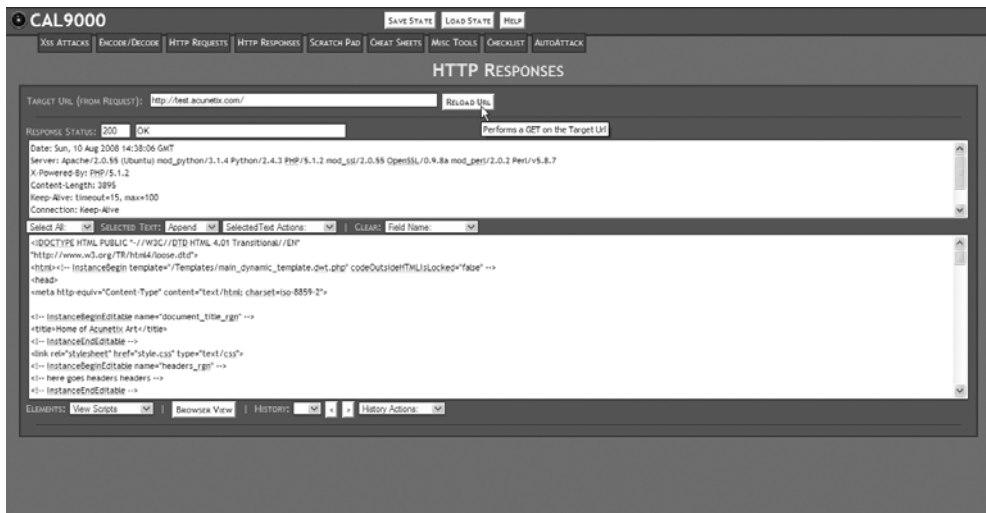 CAL9000 SAVE STATE LOAD STATE HELP
XSS ATTACKS ENCODE/DECODE HTTP REQUESTS HTTP RESPONSES SCRATCH PAD CHEAT SHEETS MISC TOOLS CHECKLIST AUTOATTACK
HTTP RESPONSES
TARGET URL (FROM REQUEST): http://test.acunetix.com/ RELOAD URL
Performs a GET on the Target Url
RESPONSE STATUS: 200 OK
Date: Sun, 10 Aug 2008 14:38:06 GMT
Server: Apache/2.0.55 (Ubuntu) mod_python/3.1.4 Python/2.4.3 PHP/5.1.2 mod_ssl/2.0.55 OpenSSL/0.9.8a mod_perl/2.0.2 Perl/v5.8.7
X-Powered-By: PHP/5.1.2
Content-Length: 3895
Keep-Alive: timeout=15, max=100
Connection: Keep-Alive
Select All: SELECTED TEXT: Append SelectedText Actions: | CLEAR: Field Name:
<!DOCTYPE HTML PUBLIC "-//W3C//DTD HTML 4.01 Transitional//EN"
"http://www.w3.org/TR/html4/loose.dtd">
<html><!-- InstanceBegin template="/Templates/main_dynamic_template.dwt.php" codeOutsideHTMLIsLocked="false" -->
<head>
<meta http-equiv="Content-Type" content="text/html; charset=iso-8859-2">
<!-- InstanceBeginEditable name="document_title_rgn" -->
<title>Home of Acunetix Art</title>
<!-- InstanceEndEditable -->
<link rel="stylesheet" href="style.css" type="text/css">
<!-- InstanceBeginEditable name="headers_rgn" -->
<!-- here goes headers headers -->
<!-- InstanceEndEditable -->
ELEMENTS: View Scripts | BROWSER VIEW | HISTORY: < > History Actions: